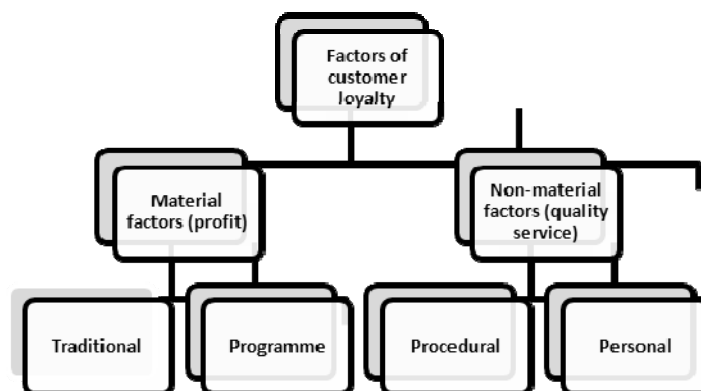 Factors of
customer
loyalty
Material
factors (profit)
Non-material
factors (quality
service)
Traditional
Programme
Procedural
Personal